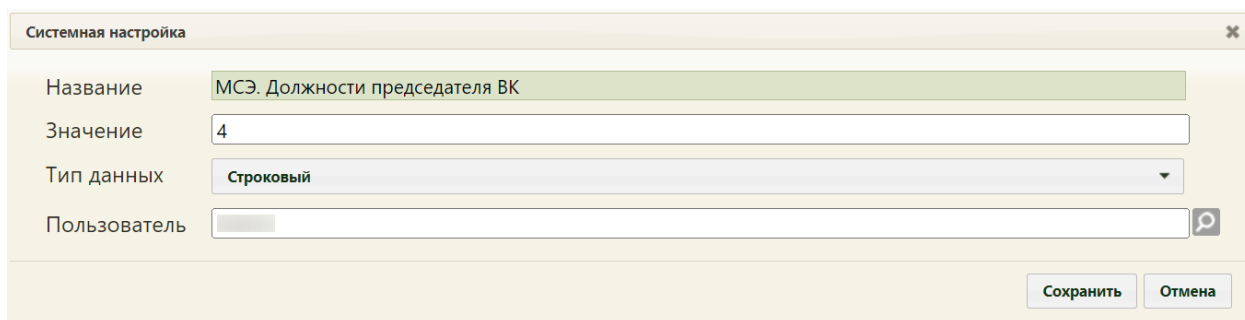 Системная настройка
Название МСЭ. Должности председателя ВК
Значение 4
Тип данных Строковый
Пользователь
Сохранить Отмена